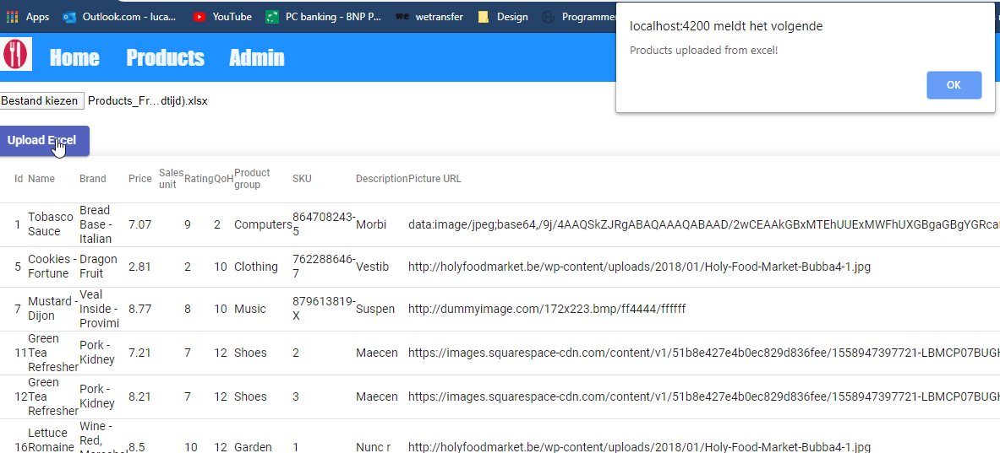 Apps Outlook.com - luca... YouTube PC banking - BNP P... we wetransfer Design Programmer
localhost:4200 meldt het volgende
Products uploaded from excel!
OK
Home Products Admin
Bestand kiezen Products_Fr...dtijd).xlsx
Upload Excel
Id Name Brand Price Sales unit Rating QoH Product group SKU Description Picture URL
1 Tobasco Sauce Bread Base - Italian 7.07 9 2 Computers 864708243-5 Morbi data:image/jpeg;base64,/9j/4AAQSkZJRgABAQAAAQABAAD/2wCEAAkGBxMTEhUUExMWFhUXGBgaGBgYGRca
5 Cookies - Fortune Dragon Fruit 2.81 2 10 Clothing 762288646-7 Vestib http://holyfoodmarket.be/wp-content/uploads/2018/01/Holy-Food-Market-Bubba4-1.jpg
7 Mustard - Dijon Veal Inside - Provimi 8.77 8 10 Music 879613819-X Suspen http://dummyimage.com/172x223.bmp/ff4444/ffffff
11 Green Tea Refresher Pork - Kidney 7.21 7 12 Shoes 2 Maecen https://images.squarespace-cdn.com/content/v1/51b8e427e4b0ec829d836fee/1558947397721-LBMCP07BUGH
12 Green Tea Refresher Pork - Kidney 8.21 7 12 Shoes 3 Maecen https://images.squarespace-cdn.com/content/v1/51b8e427e4b0ec829d836fee/1558947397721-LBMCP07BUGH
16 Lettuce Romaine Wine - Red, 8.5 10 12 Garden 1 Nunc r http://holyfoodmarket.be/wp-content/uploads/2018/01/Holy-Food-Market-Bubba4-1.jpg